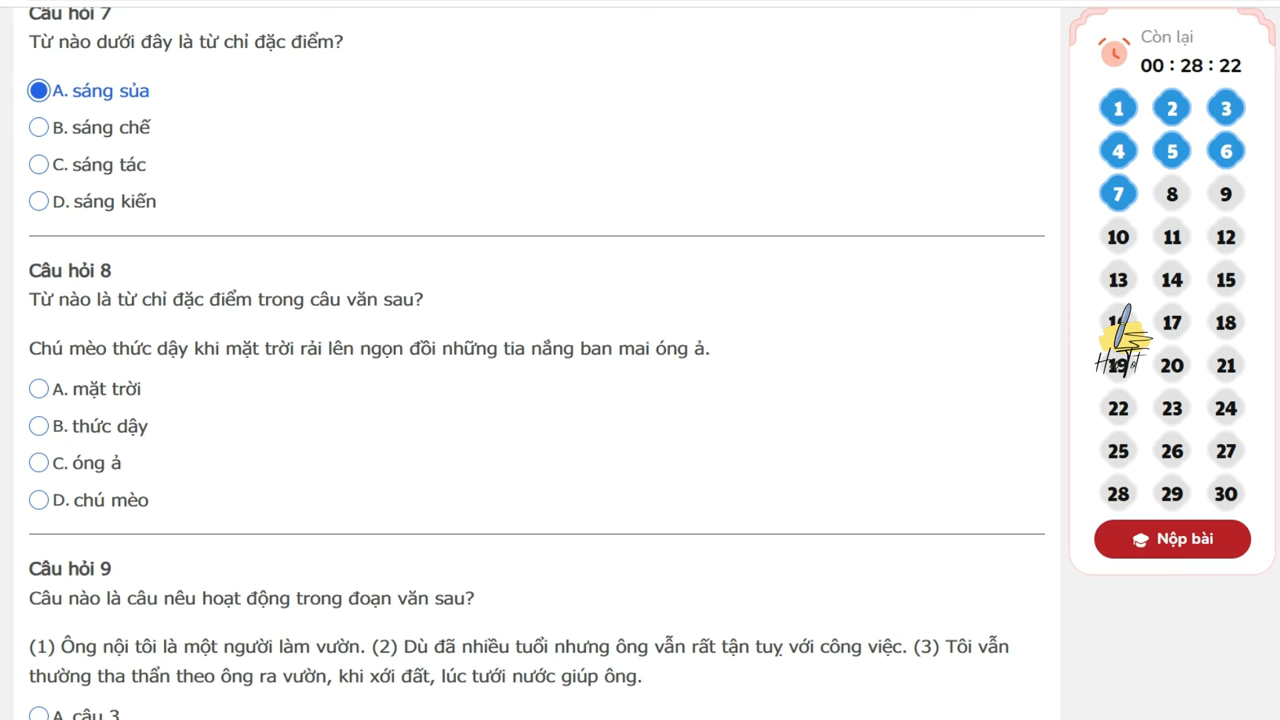 Câu hỏi 7
Từ nào dưới đây là từ chỉ đặc điểm?
A. sáng sủa
B. sáng chế
C. sáng tác
D. sáng kiến
Câu hỏi 8
Từ nào là từ chỉ đặc điểm trong câu văn sau?
Chú mèo thức dậy khi mặt trời rải lên ngọn đồi những tia nắng ban mai óng ả.
A. mặt trời
B. thức dậy
C. óng ả
D. chú mèo
Câu hỏi 9
Câu nào là câu nêu hoạt động trong đoạn văn sau?
(1) Ông nội tôi là một người làm vườn. (2) Dù đã nhiều tuổi nhưng ông vẫn rất tận tuỵ với công việc. (3) Tôi vẫn
thường tha thẩn theo ông ra vườn, khi xới đất, lúc tưới nước giúp ông.
A. câu 3
Còn lại
00 : 28 : 22
1 2 3
4 5 6
7 8 9
10 11 12
13 14 15
17 18
19 20 21
22 23 24
25 26 27
28 29 30
Nộp bài